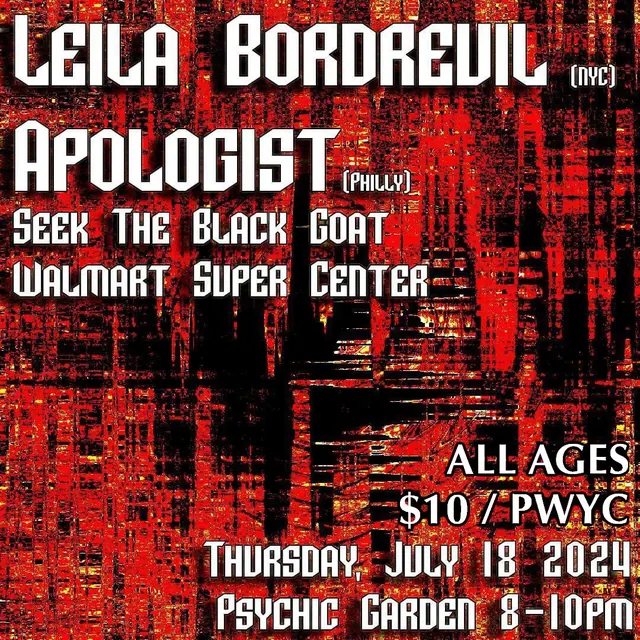 Leila Bordreuil (NYC)
Apologist (Philly)
Seek The Black Goat
Walmart Super Center
ALL AGES
$10 / PWYC
Thursday, July 18 2024
Psychic Garden 8-10pm